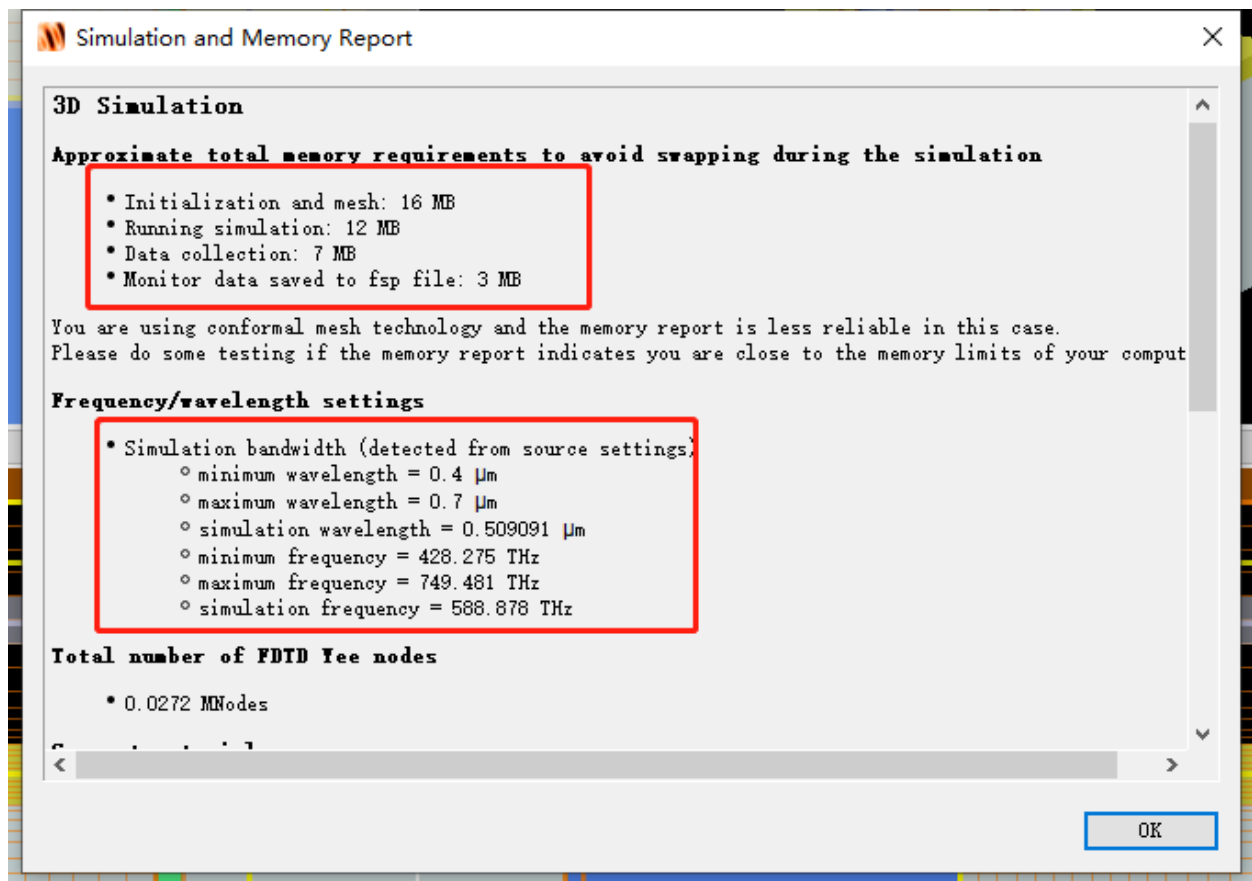 Simulation and Memory Report
3D Simulation
Approximate total memory requirements to avoid swapping during the simulation
• Initialization and mesh: 16 MB
• Running simulation: 12 MB
• Data collection: 7 MB
• Monitor data saved to fsp file: 3 MB
You are using conformal mesh technology and the memory report is less reliable in this case.
Please do some testing if the memory report indicates you are close to the memory limits of your comput
Frequency/wavelength settings
• Simulation bandwidth (detected from source settings)
° minimum wavelength = 0.4 μm
° maximum wavelength = 0.7 μm
° simulation wavelength = 0.509091 μm
° minimum frequency = 428.275 THz
° maximum frequency = 749.481 THz
° simulation frequency = 588.878 THz
Total number of FDTD Yee nodes
• 0.0272 MNodes
OK